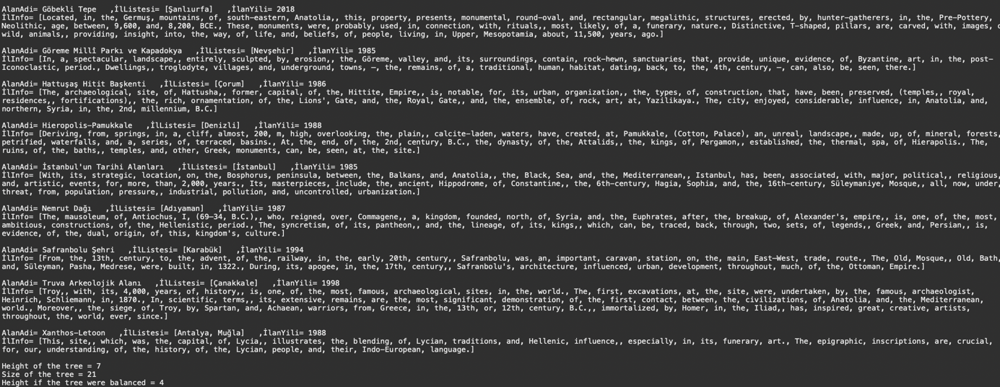 AlanAdi= Göbekli Tepe   ,İlListesi= [Şanlıurfa]   ,İlanYili= 2018
İlInfo= [Located, in, the, Germuş, mountains, of, south-eastern, Anatolia,, this, property, presents, monumental, round-oval, and, rectangular, megalithic, structures, erected, by, hunter-gatherers, in, the, Pre-Pottery,
Neolithic, age, between, 9,600, and, 8,200, BCE., These, monuments, were, probably, used, in, connection, with, rituals,, most, likely, of, a, funerary, nature., Distinctive, T-shaped, pillars, are, carved, with, images,
wild, animals,, providing, insight, into, the, way, of, life, and, beliefs, of, people, living, in, Upper, Mesopotamia, about, 11,500, years, ago.]
AlanAdi= Göreme Millî Parkı ve Kapadokya   ,İlListesi= [Nevşehir]   ,İlanYili= 1985
İlInfo= [In, a, spectacular, landscape,, entirely, sculpted, by, erosion,, the, Göreme, valley, and, its, surroundings, contain, rock-hewn, sanctuaries, that, provide, unique, evidence, of, Byzantine, art, in, the, post-
Iconoclastic, period., Dwellings,, troglodyte, villages, and, underground, towns, –, the, remains, of, a, traditional, human, habitat, dating, back, to, the, 4th, century, –, can, also, be, seen, there.]
AlanAdi= Hattuşaş Hitit Başkenti   ,İlListesi= [Çorum]   ,İlanYili= 1986
İlInfo= [The, archaeological, site, of, Hattusha,, former, capital, of, the, Hittite, Empire,, is, notable, for, its, urban, organization,, the, types, of, construction, that, have, been, preserved, (temples,, royal,
residences,, fortifications),, the, rich, ornamentation, of, the, Lions', Gate, and, the, Royal, Gate,, and, the, ensemble, of, rock, art, at, Yazilikaya., The, city, enjoyed, considerable, influence, in, Anatolia, and,
northern, Syria, in, the, 2nd, millennium, B.C.]
AlanAdi= Hieropolis-Pamukkale   ,İlListesi= [Denizli]   ,İlanYili= 1988
İlInfo= [Deriving, from, springs, in, a, cliff, almost, 200, m, high, overlooking, the, plain,, calcite-laden, waters, have, created, at, Pamukkale, (Cotton, Palace), an, unreal, landscape,, made, up, of, mineral, forests,
petrified, waterfalls, and, a, series, of, terraced, basins., At, the, end, of, the, 2nd, century, B.C., the, dynasty, of, the, Attalids,, the, kings, of, Pergamon,, established, the, thermal, spa, of, Hierapolis., The,
ruins, of, the, baths,, temples, and, other, Greek, monuments, can, be, seen, at, the, site.]
AlanAdi= İstanbul'un Tarihi Alanları   ,İlListesi= [İstanbul]   ,İlanYili= 1985
İlInfo= [With, its, strategic, location, on, the, Bosphorus, peninsula, between, the, Balkans, and, Anatolia,, the, Black, Sea, and, the, Mediterranean,, Istanbul, has, been, associated, with, major, political,, religious,
and, artistic, events, for, more, than, 2,000, years., Its, masterpieces, include, the, ancient, Hippodrome, of, Constantine,, the, 6th-century, Hagia, Sophia, and, the, 16th-century, Süleymaniye, Mosque,, all, now, under,
threat, from, population, pressure,, industrial, pollution, and, uncontrolled, urbanization.]
AlanAdi= Nemrut Dağı   ,İlListesi= [Adıyaman]   ,İlanYili= 1987
İlInfo= [The, mausoleum, of, Antiochus, I, (69–34, B.C.),, who, reigned, over, Commagene,, a, kingdom, founded, north, of, Syria, and, the, Euphrates, after, the, breakup, of, Alexander's, empire,, is, one, of, the, most,
ambitious, constructions, of, the, Hellenistic, period., The, syncretism, of, its, pantheon,, and, the, lineage, of, its, kings,, which, can, be, traced, back, through, two, sets, of, legends,, Greek, and, Persian,, is,
evidence, of, the, dual, origin, of, this, kingdom's, culture.]
AlanAdi= Safranbolu Şehri   ,İlListesi= [Karabük]   ,İlanYili= 1994
İlInfo= [From, the, 13th, century, to, the, advent, of, the, railway, in, the, early, 20th, century,, Safranbolu, was, an, important, caravan, station, on, the, main, East-West, trade, route., The, Old, Mosque,, Old, Bath,
and, Süleyman, Pasha, Medrese, were, built, in, 1322., During, its, apogee, in, the, 17th, century,, Safranbolu's, architecture, influenced, urban, development, throughout, much, of, the, Ottoman, Empire.]
AlanAdi= Truva Arkeolojik Alanı   ,İlListesi= [Çanakkale]   ,İlanYili= 1998
İlInfo= [Troy,, with, its, 4,000, years, of, history,, is, one, of, the, most, famous, archaeological, sites, in, the, world., The, first, excavations, at, the, site, were, undertaken, by, the, famous, archaeologist,
Heinrich, Schliemann, in, 1870., In, scientific, terms,, its, extensive, remains, are, the, most, significant, demonstration, of, the, first, contact, between, the, civilizations, of, Anatolia, and, the, Mediterranean,
world., Moreover,, the, siege, of, Troy, by, Spartan, and, Achaean, warriors, from, Greece, in, the, 13th, or, 12th, century, B.C.,, immortalized, by, Homer, in, the, Iliad,, has, inspired, great, creative, artists,
throughout, the, world, ever, since.]
AlanAdi= Xanthos-Letoon   ,İlListesi= [Antalya, Muğla]   ,İlanYili= 1988
İlInfo= [This, site,, which, was, the, capital, of, Lycia,, illustrates, the, blending, of, Lycian, traditions, and, Hellenic, influence,, especially, in, its, funerary, art., The, epigraphic, inscriptions, are, crucial,
for, our, understanding, of, the, history, of, the, Lycian, people, and, their, Indo-European, language.]
Height of the tree = 7
Size of the tree = 21
Height if the tree were balanced = 4